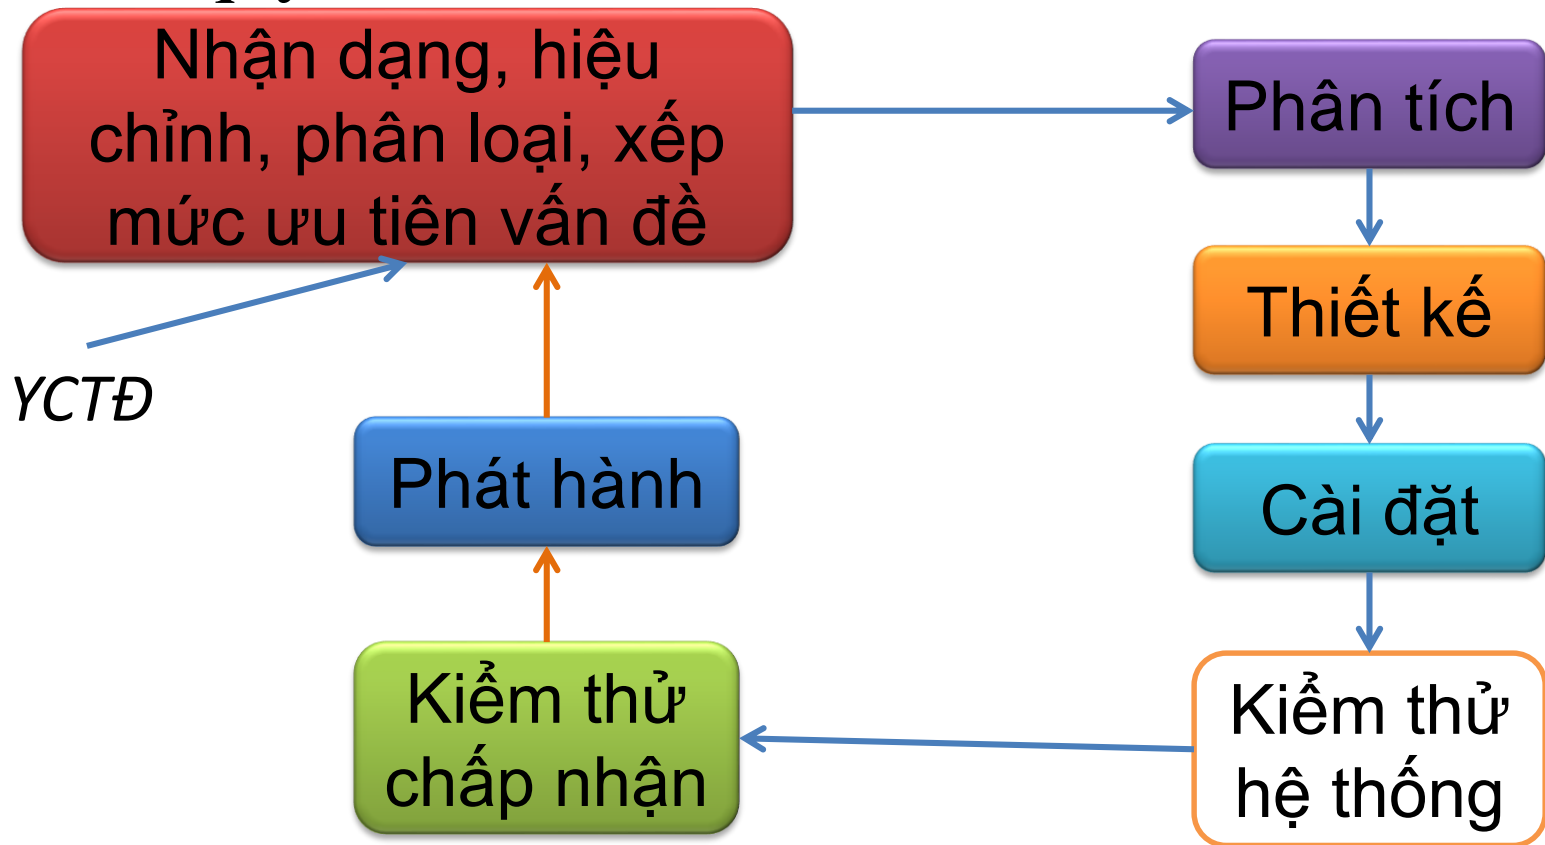 Nhận dạng, hiệu
chỉnh, phân loại, xếp
mức ưu tiên vấn đề
Phân tích
Thiết kế
YCTĐ
Phát hành
Cài đặt
Kiểm thử
chấp nhận
Kiểm thử
hệ thống